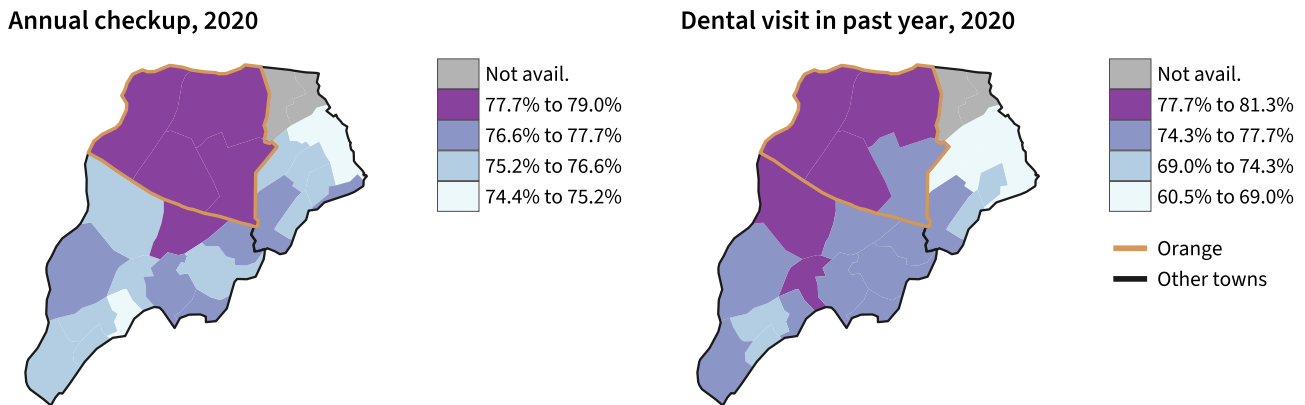 Annual checkup, 2020
Not avail.
77.7% to 79.0%
76.6% to 77.7%
75.2% to 76.6%
74.4% to 75.2%
Dental visit in past year, 2020
Not avail.
77.7% to 81.3%
74.3% to 77.7%
69.0% to 74.3%
60.5% to 69.0%
Orange
Other towns